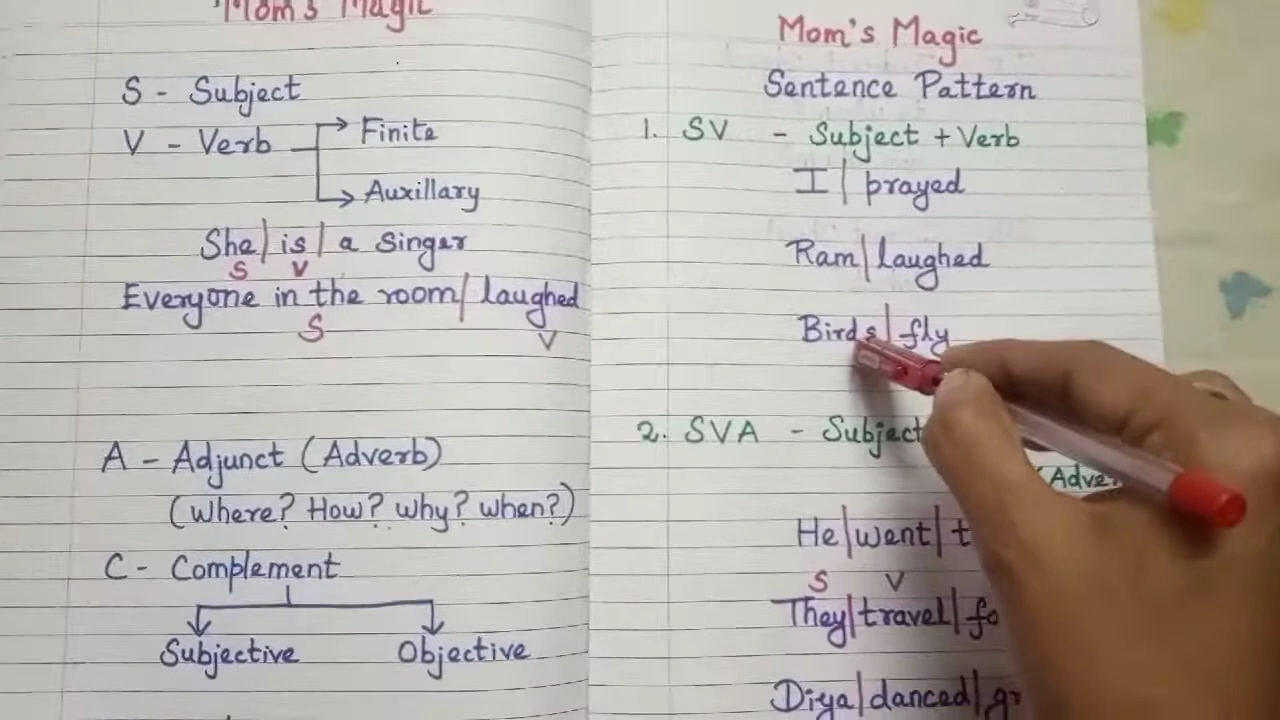 Mom's Magic
S - Subject
V - Verb → Finite
→ Auxillary
She | is | a singer
S V
Everyone in the room | laughed
S V
A - Adjunct (Adverb)
(Where? How? Why? When?)
C - Complement
Subjective Objective
Mom's Magic
Sentence Pattern
1. SV - Subject + Verb
I | prayed
Ram | laughed
Birds | fly
2. SVA - Subject
He | went |
S V
They | travel |
Diya | danced |